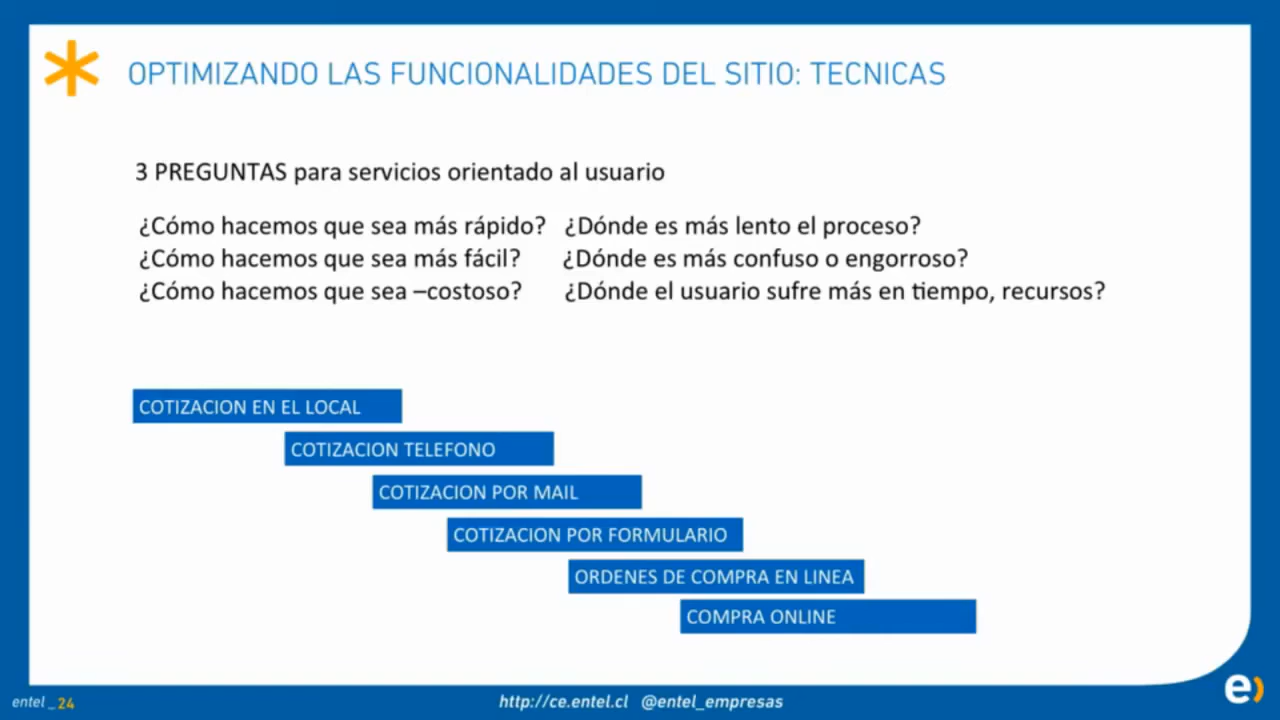 OPTIMIZANDO LAS FUNCIONALIDADES DEL SITIO: TECNICAS
3 PREGUNTAS para servicios orientado al usuario
¿Cómo hacemos que sea más rápido? ¿Dónde es más lento el proceso?
¿Cómo hacemos que sea más fácil? ¿Dónde es más confuso o engorroso?
¿Cómo hacemos que sea –costoso? ¿Dónde el usuario sufre más en tiempo, recursos?
COTIZACION EN EL LOCAL
COTIZACION TELEFONO
COTIZACION POR MAIL
COTIZACION POR FORMULARIO
ORDENES DE COMPRA EN LINEA
COMPRA ONLINE
entel _ 24
http://ce.entel.cl @entel_empresas
e)